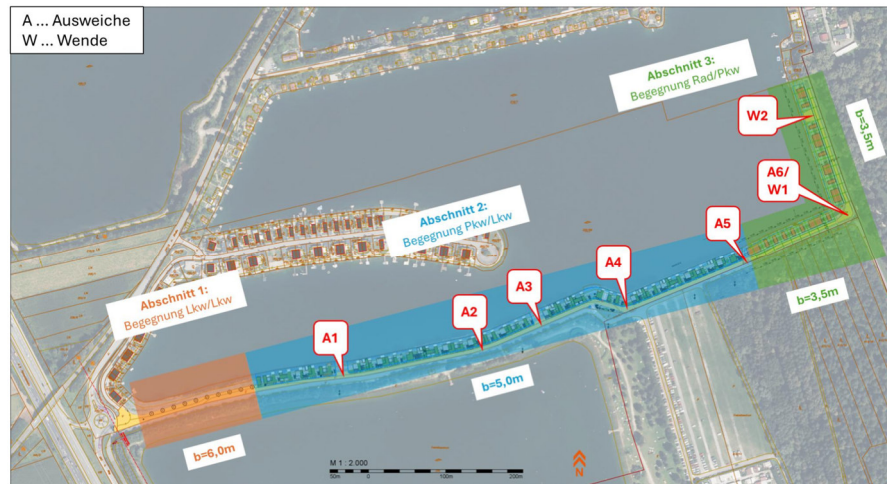 A ... Ausweiche
W ... Wende
Abschnitt 3:
Begegnung Rad/Pkw
W2
b=3,5m
A6/
W1
Abschnitt 2:
Begegnung Pkw/Lkw
A5
A4
A3
b=3,5m
Abschnitt 1:
Begegnung Lkw/Lkw
A2
A1
b=5,0m
b=6,0m
M 1 : 2.000
50m 0 100m 200m
N